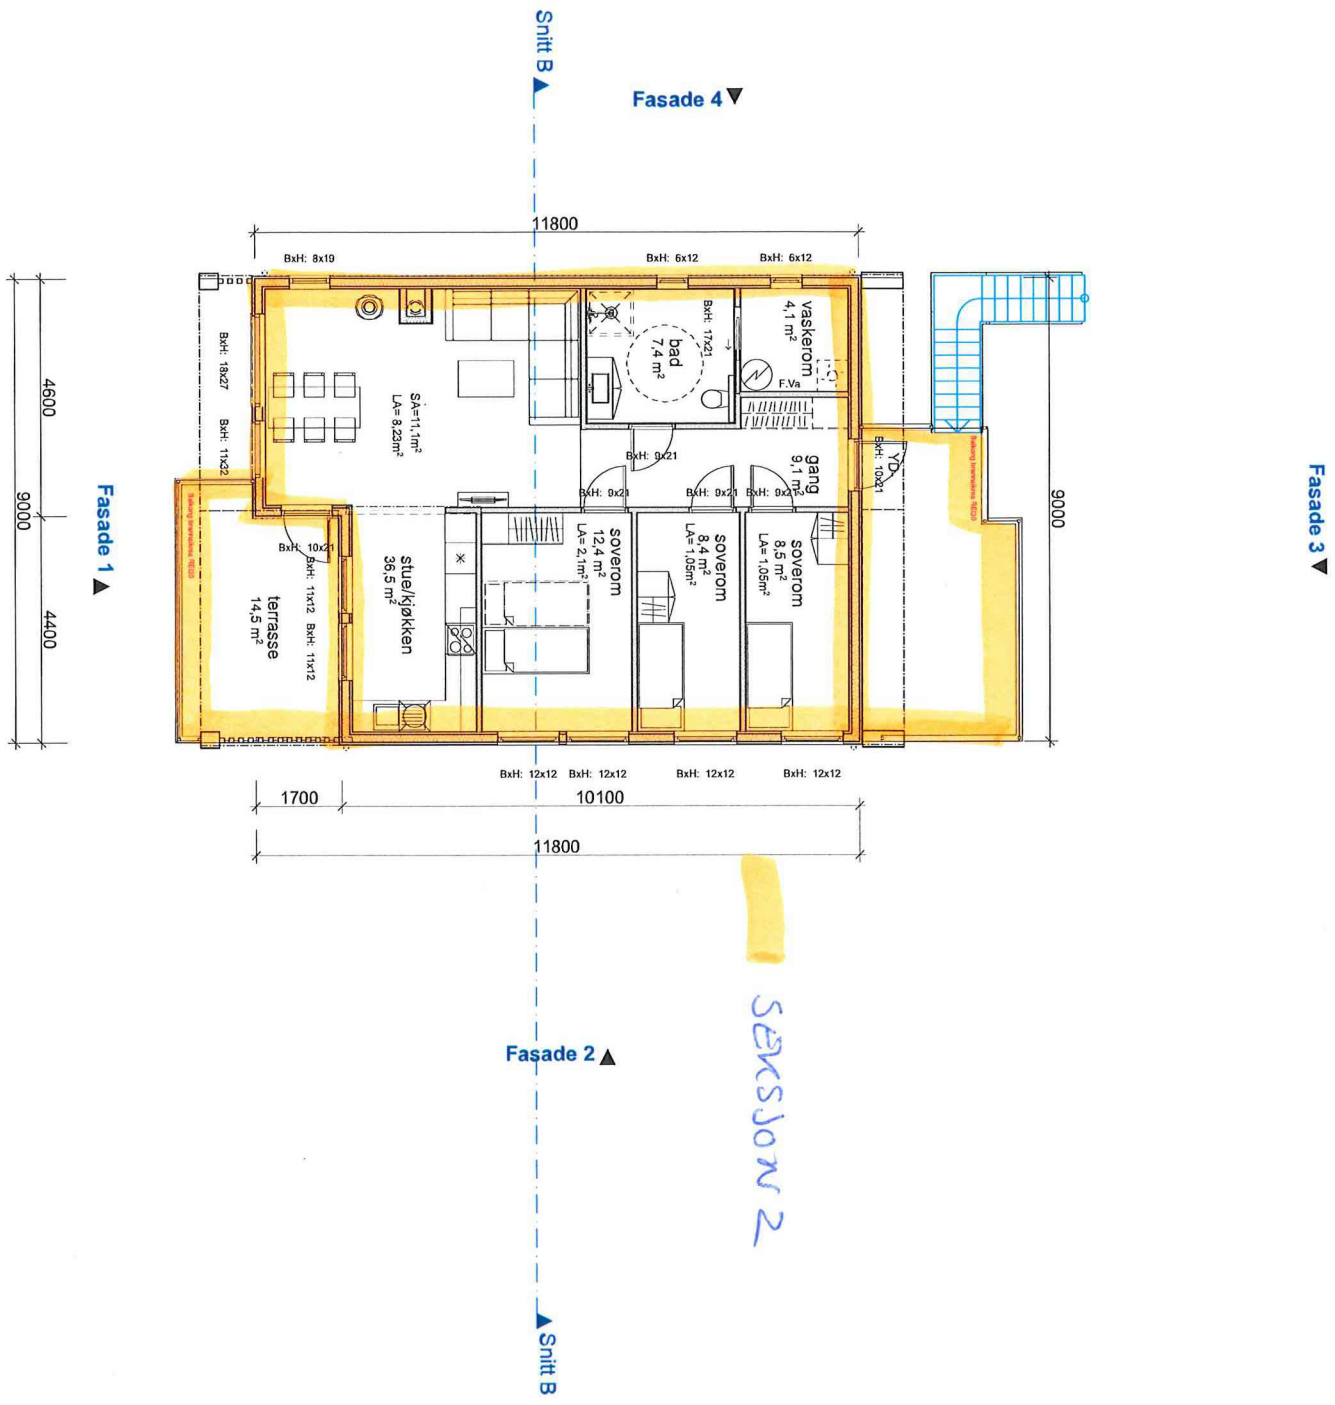 Snitt B
Fasade 4
11800
BxH: 8x19
BxH: 6x12
BxH: 6x12
BxH: 18x27
BxH: 11x32
BxH: 17x21
vaskerom
4,1 m²
bad
7,4 m²
F.Va
SÅ=11,1m²
LA= 8,23m²
gang
9,1 m²
YD.
BxH: 10x21
BxH: 9x21
BxH: 9x21
BxH: 9x21
BxH: 9x21
4600
9000
4400
Fasade 1
9000
Fasade 3
BxH: 10x21
BxH: 11x12
BxH: 11x12
terrasse
14,5 m²
stue/kjøkken
36,5 m²
soverom
12,4 m²
LA= 2,1m²
soverom
8,4 m²
LA= 1,05m²
soverom
8,5 m²
LA= 1,05m²
BxH: 12x12
BxH: 12x12
BxH: 12x12
BxH: 12x12
1700
10100
11800
SEKSJON 2
Fasade 2
Snitt B